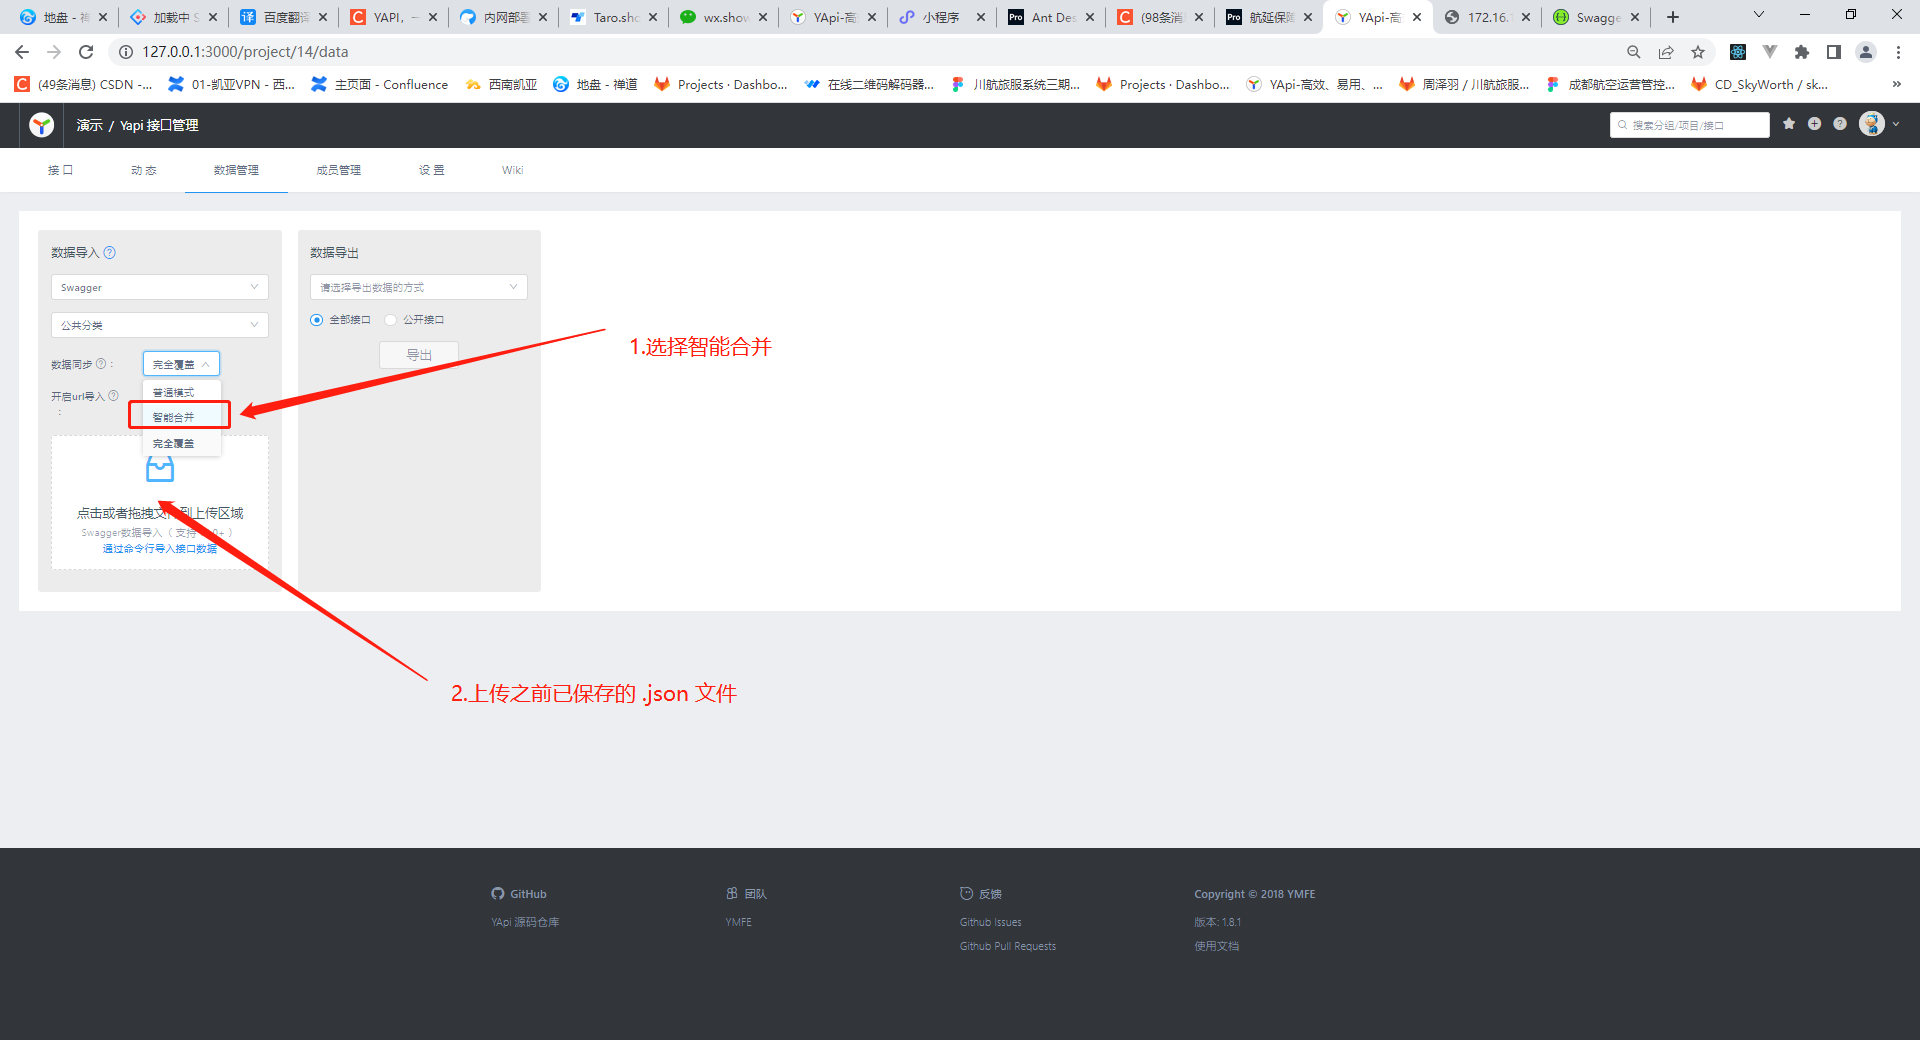 地盘 - 禅
加载中 S
百度翻译
YAPI，一
内网部署
Taro.sho
wx.show
YApi-高
小程序
Ant Des
(98条消
航延保障
YApi-高
172.16.
Swagge
127.0.0.1:3000/project/14/data
(49条消息) CSDN -...
01-凯亚VPN - 西...
主页面 - Confluence
西南凯亚
地盘 - 禅道
Projects · Dashbo...
在线二维码解码器...
川航旅服系统三期...
Projects · Dashbo...
YApi-高效、易用、...
周泽羽 / 川航旅服...
成都航空运营管控...
CD_SkyWorth / sk...
演示 / Yapi 接口管理
搜索分组/项目/接口
接 口
动 态
数据管理
成员管理
设 置
Wiki
数据导入
Swagger
公共分类
数据同步 :
完全覆盖
普通模式
智能合并
完全覆盖
开启url导入
:
点击或者拖拽文件到上传区域
Swagger数据导入（ 支持 0+ ）
通过命令行导入接口数据
数据导出
请选择导出数据的方式
全部接口
公开接口
导出
1.选择智能合并
2.上传之前已保存的 .json 文件
GitHub
YApi 源码仓库
团队
YMFE
反馈
Github Issues
Github Pull Requests
Copyright © 2018 YMFE
版本: 1.8.1
使用文档